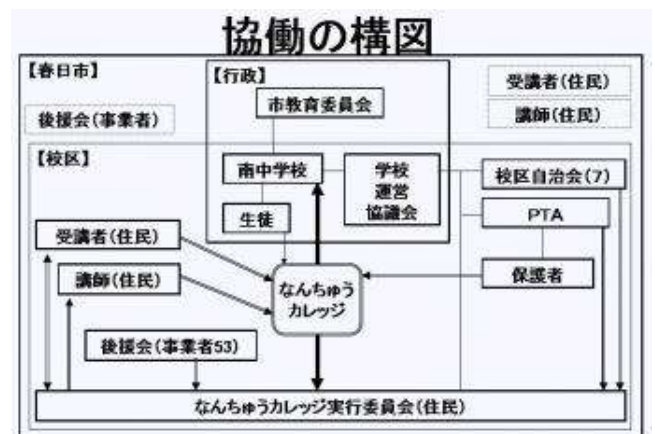 協働の構図
【春日市】
【行政】
受講者(住民)
市教育委員会
講師(住民)
後援会(事業者)
【校区】
南中学校
学校
運営
協議会
校区自治会(7)
生徒
PTA
受講者(住民)
講師(住民)
保護者
なんちゅう
カレッジ
後援会(事業者53)
なんちゅうカレッジ実行委員会(住民)